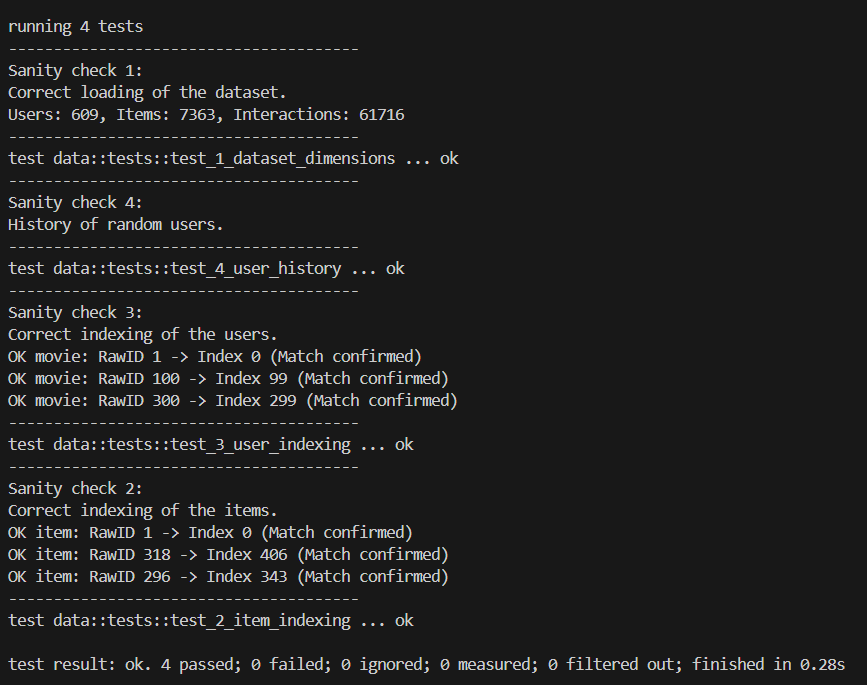 running 4 tests
---------------------------------------
Sanity check 1:
Correct loading of the dataset.
Users: 609, Items: 7363, Interactions: 61716
---------------------------------------
test data::tests::test_1_dataset_dimensions ... ok
---------------------------------------
Sanity check 4:
History of random users.
---------------------------------------
test data::tests::test_4_user_history ... ok
---------------------------------------
Sanity check 3:
Correct indexing of the users.
OK movie: RawID 1 -> Index 0 (Match confirmed)
OK movie: RawID 100 -> Index 99 (Match confirmed)
OK movie: RawID 300 -> Index 299 (Match confirmed)
---------------------------------------
test data::tests::test_3_user_indexing ... ok
---------------------------------------
Sanity check 2:
Correct indexing of the items.
OK item: RawID 1 -> Index 0 (Match confirmed)
OK item: RawID 318 -> Index 406 (Match confirmed)
OK item: RawID 296 -> Index 343 (Match confirmed)
---------------------------------------
test data::tests::test_2_item_indexing ... ok
test result: ok. 4 passed; 0 failed; 0 ignored; 0 measured; 0 filtered out; finished in 0.28s